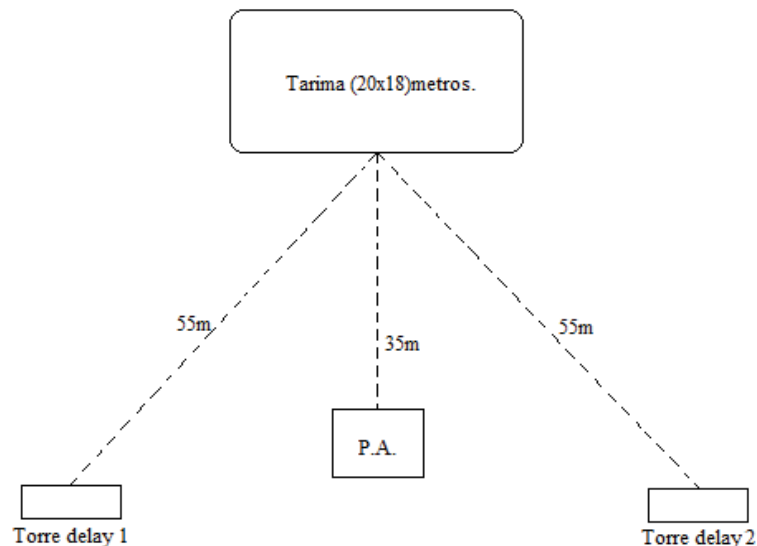 Tarima (20x18)metros.
55m
35m
55m
P.A.
Torre delay 1
Torre delay 2